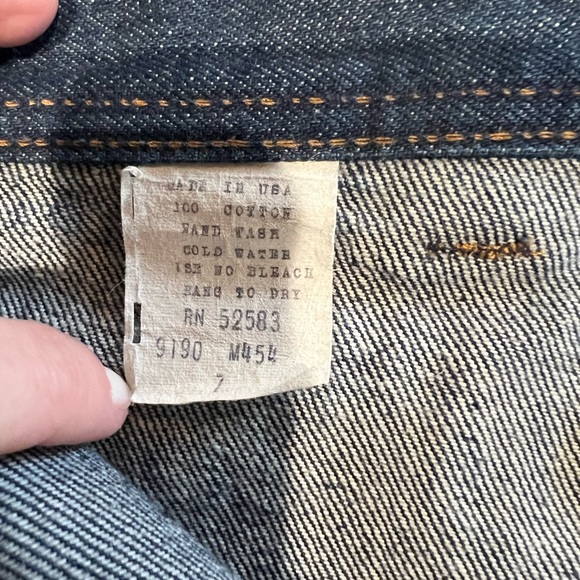 MADE IN USA
100 COTTON
HAND WASH
COLD WATER
USE NO BLEACH
HANG TO DRY
RN 52583
9190 M454
7